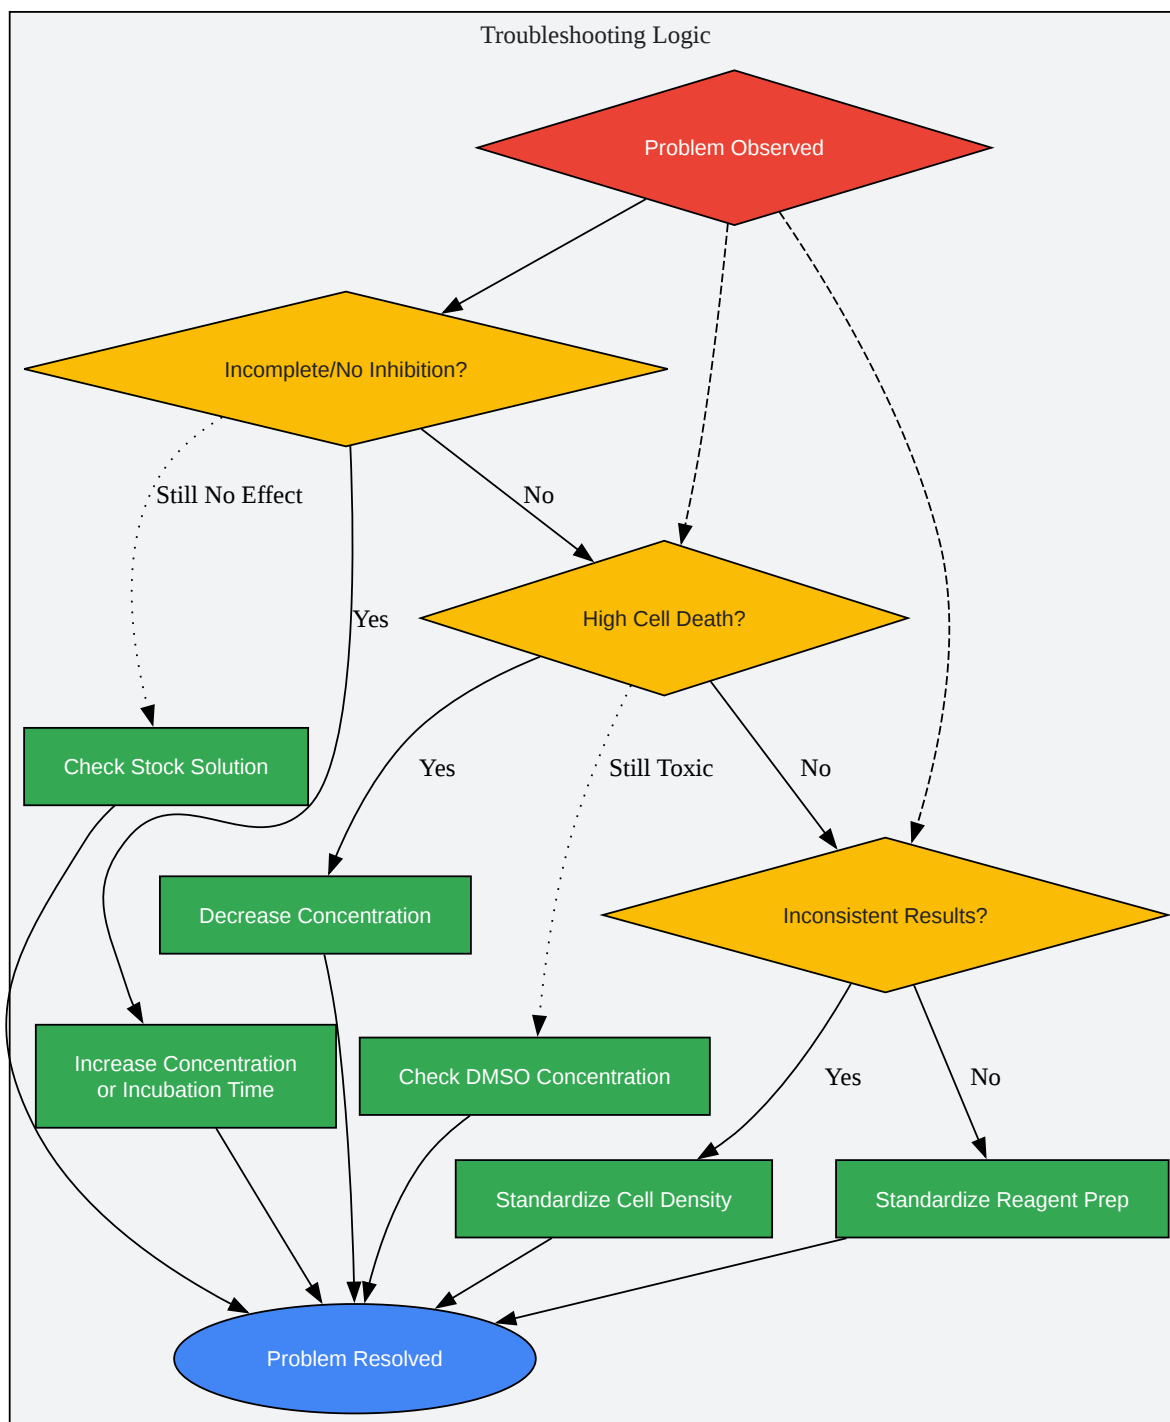 Troubleshooting Logic
Problem Observed
Incomplete/No Inhibition?
Still No Effect
No
Yes
High Cell Death?
Check Stock Solution
Yes
Still Toxic
No
Decrease Concentration
Inconsistent Results?
Increase Concentration
or Incubation Time
Check DMSO Concentration
Yes
No
Standardize Cell Density
Standardize Reagent Prep
Problem Resolved